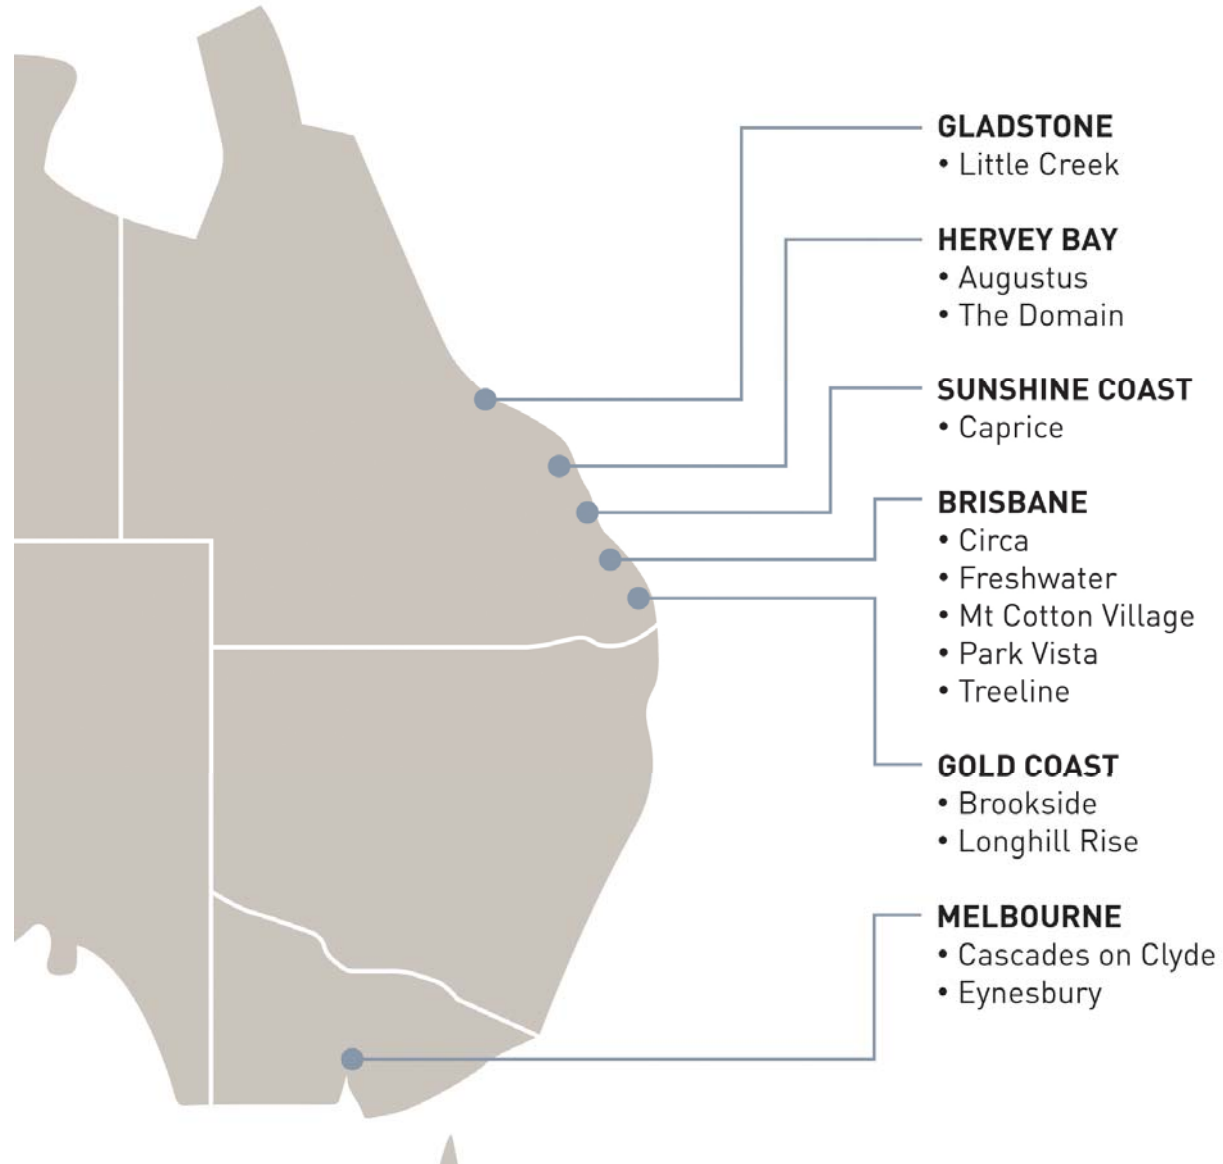 GLADSTONE
• Little Creek
HERVEY BAY
• Augustus
• The Domain
SUNSHINE COAST
• Caprice
BRISBANE
• Circa
• Freshwater
• Mt Cotton Village
• Park Vista
• Treeline
GOLD COAST
• Brookside
• Longhill Rise
MELBOURNE
• Cascades on Clyde
• Eynesbury